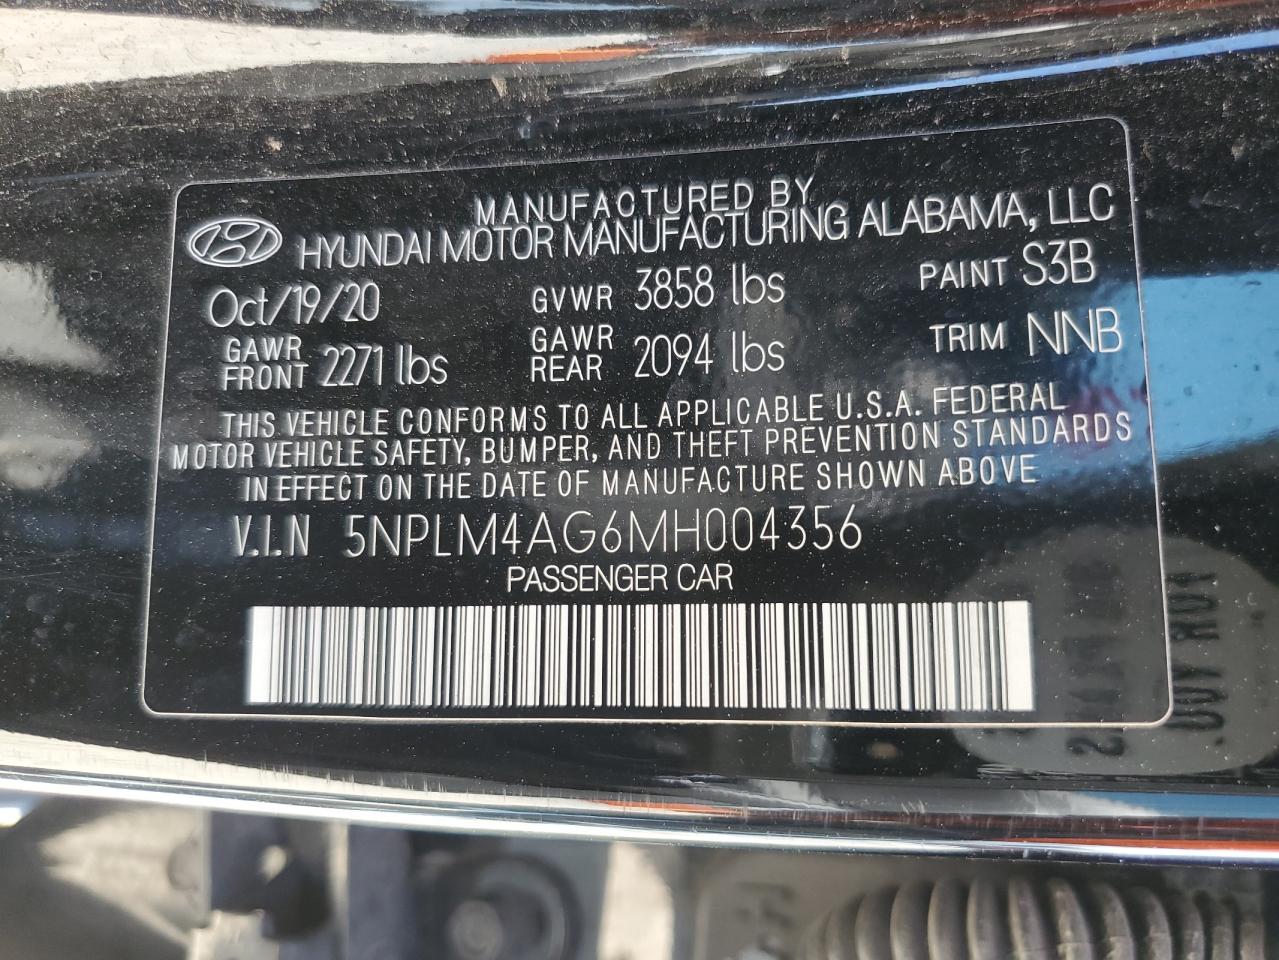 MANUFACTURED BY
HYUNDAI MOTOR MANUFACTURING ALABAMA, LLC
Oct/19/20 GVWR 3858 lbs PAINT S3B
GAWR FRONT 2271 lbs GAWR REAR 2094 lbs TRIM NNB
THIS VEHICLE CONFORMS TO ALL APPLICABLE U.S.A. FEDERAL
MOTOR VEHICLE SAFETY, BUMPER, AND THEFT PREVENTION STANDARDS
IN EFFECT ON THE DATE OF MANUFACTURE SHOWN ABOVE
V.I.N 5NPLM4AG6MH004356
PASSENGER CAR